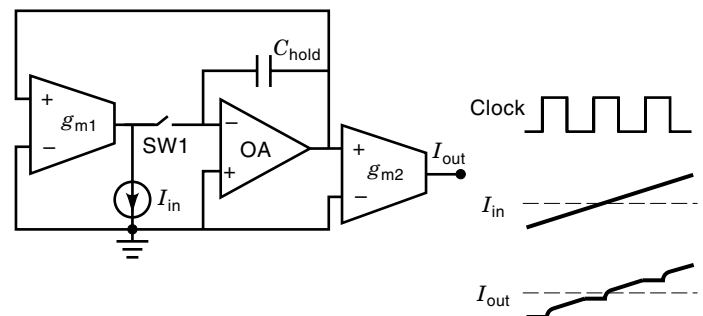 C_hold
+
g_m1
−
SW1
−
OA
+
I_in
+
g_m2
−
I_out
Clock
I_in
I_out